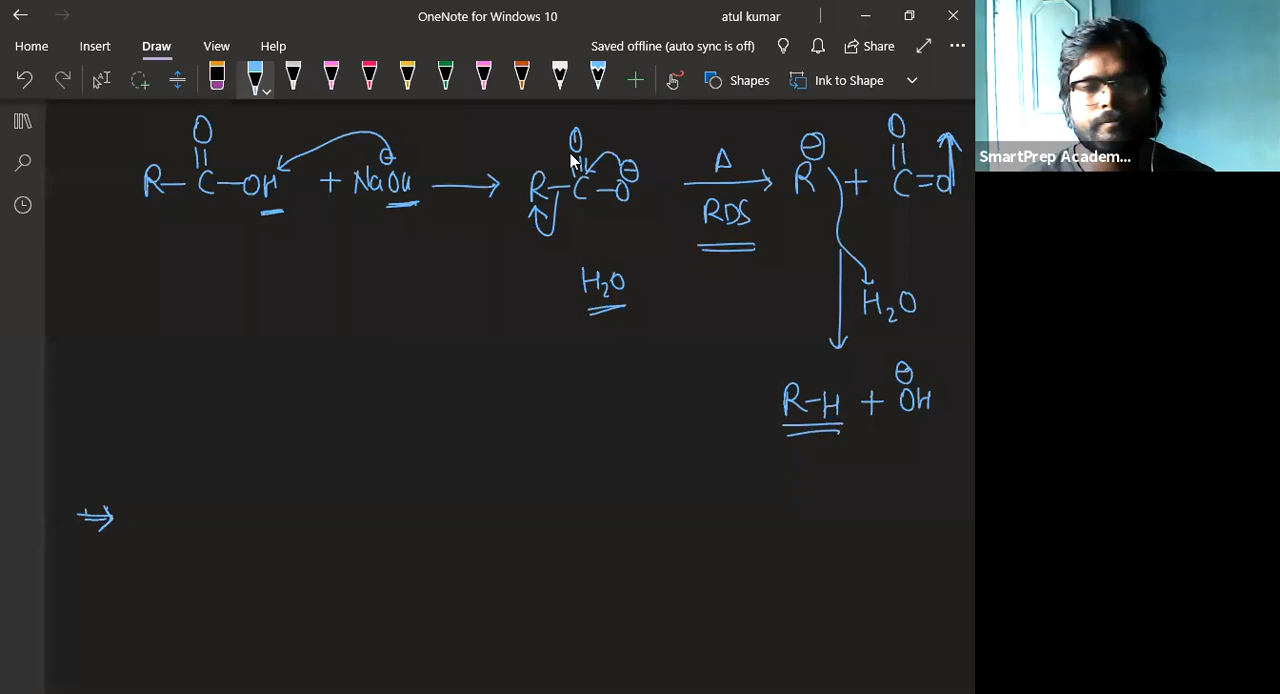 OneNote for Windows 10
atul kumar
Home Insert Draw View Help
Saved offline (auto sync is off)
Share
Shapes
Ink to Shape
SmartPrep Academ...
O
||
R—C—OH + NaOH ⊖ ⟶
O
||
R—C—O⊖
Δ
⟶
RDS
R⊖ + O
||
C=O ↑
H₂O
H₂O
R-H + ⊖OH
⇒